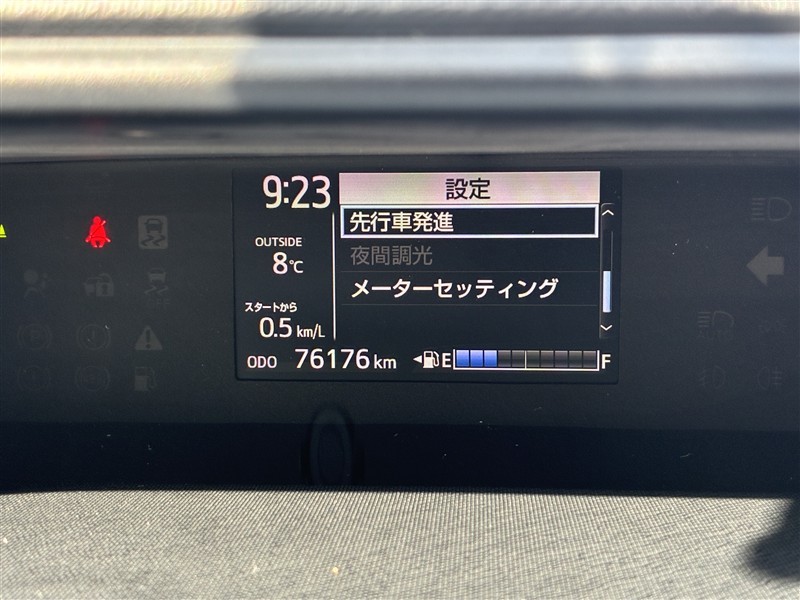 9:23
設定
先行車発進
夜間調光
メーターセッティング
OUTSIDE
8℃
スタートから
0.5 km/L
ODO 76176 km
E F